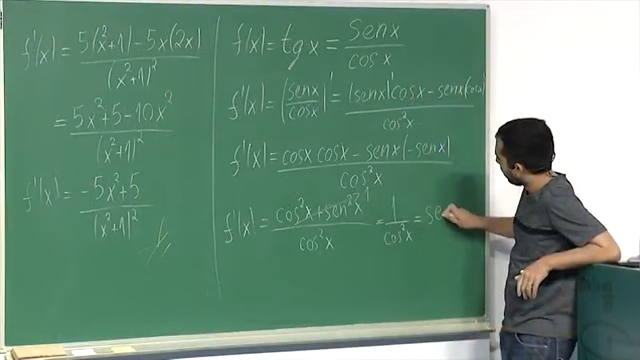 f'(x) = 5(x²+1) - 5x(2x) / (x²+1)²
= 5x²+5-10x² / (x²+1)²
f'(x) = -5x²+5 / (x²+1)²
f(x) = tg x = sen x / cos x
f'(x) = (sen x / cos x)' = (sen x)' cos x - sen x (cos x)' / cos²x
f'(x) = cos x cos x - sen x (-sen x) / cos²x
f'(x) = cos²x + sen²x 1 / cos²x = 1 / cos²x = se